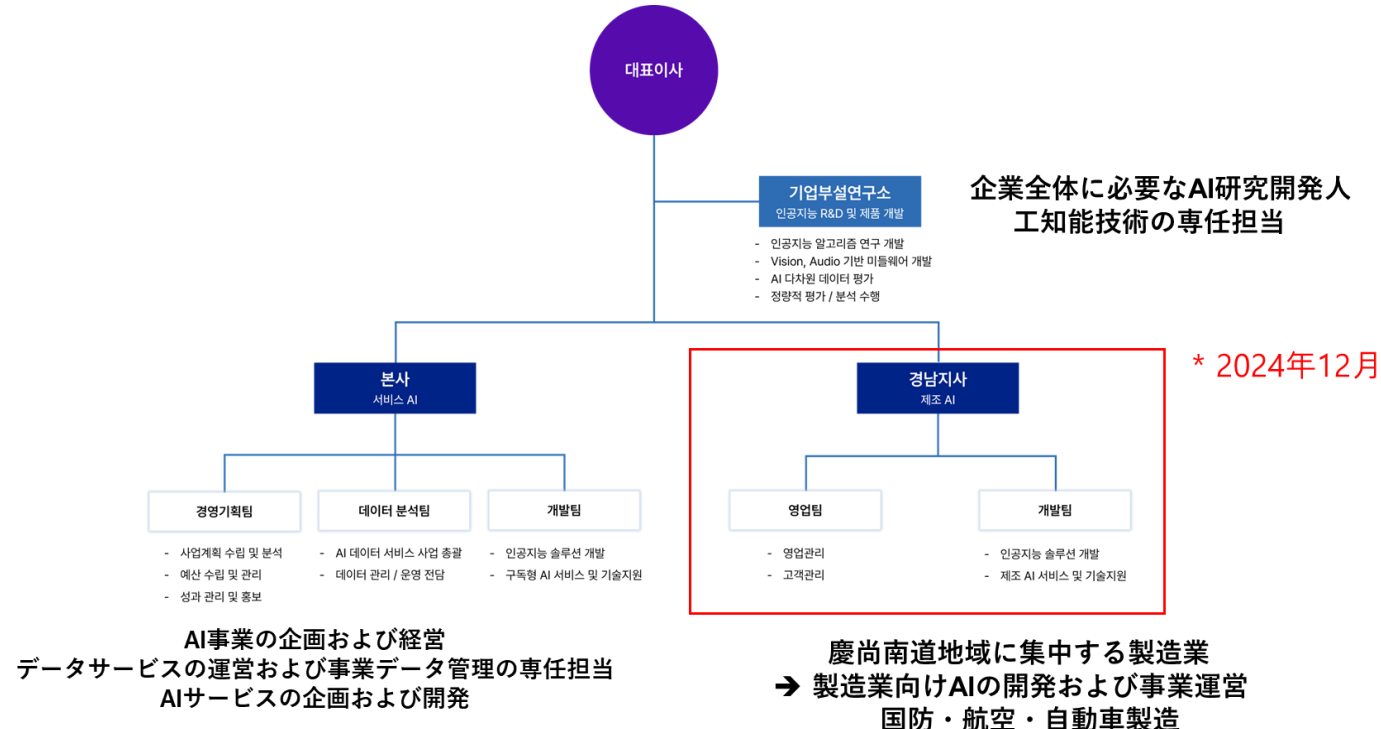 대표이사
기업부설연구소
인공지능 R&D 및 제품 개발
- 인공지능 알고리즘 연구 개발
- Vision, Audio 기반 미들웨어 개발
- AI 다차원 데이터 평가
- 정량적 평가 / 분석 수행
企業全体に必要なAI研究開発人
工知能技術の専任担当
본사
서비스 AI
경남지사
제조 AI
* 2024年12月
경영기획팀
- 사업계획 수립 및 분석
- 예산 수립 및 관리
- 성과 관리 및 홍보
데이터 분석팀
- AI 데이터 서비스 사업 총괄
- 데이터 관리 / 운영 전담
개발팀
- 인공지능 솔루션 개발
- 구독형 AI 서비스 및 기술지원
영업팀
- 영업관리
- 고객관리
개발팀
- 인공지능 솔루션 개발
- 제조 AI 서비스 및 기술지원
AI事業の企画および経営
データサービスの運営および事業データ管理の専任担当
AIサービスの企画および開発
慶尚南道地域に集中する製造業
➔ 製造業向けAIの開発および事業運営
国防・航空・自動車製造